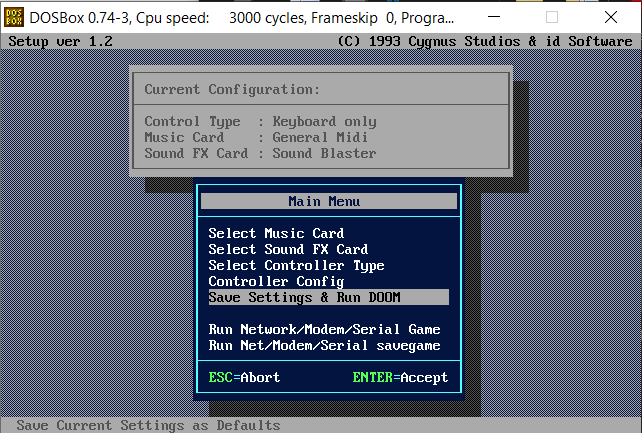 DOS
BOX
DOSBox 0.74-3, Cpu speed:    3000 cycles, Frameskip  0, Progra...
Setup ver 1.2 (C) 1993 Cygnus Studios & id Software
Current Configuration:
Control Type  : Keyboard only
Music Card    : General Midi
Sound FX Card : Sound Blaster
Main Menu
Select Music Card
Select Sound FX Card
Select Controller Type
Controller Config
Save Settings & Run DOOM
Run Network/Modem/Serial Game
Run Net/Modem/Serial savegame
ESC=Abort ENTER=Accept
Save Current Settings as Defaults